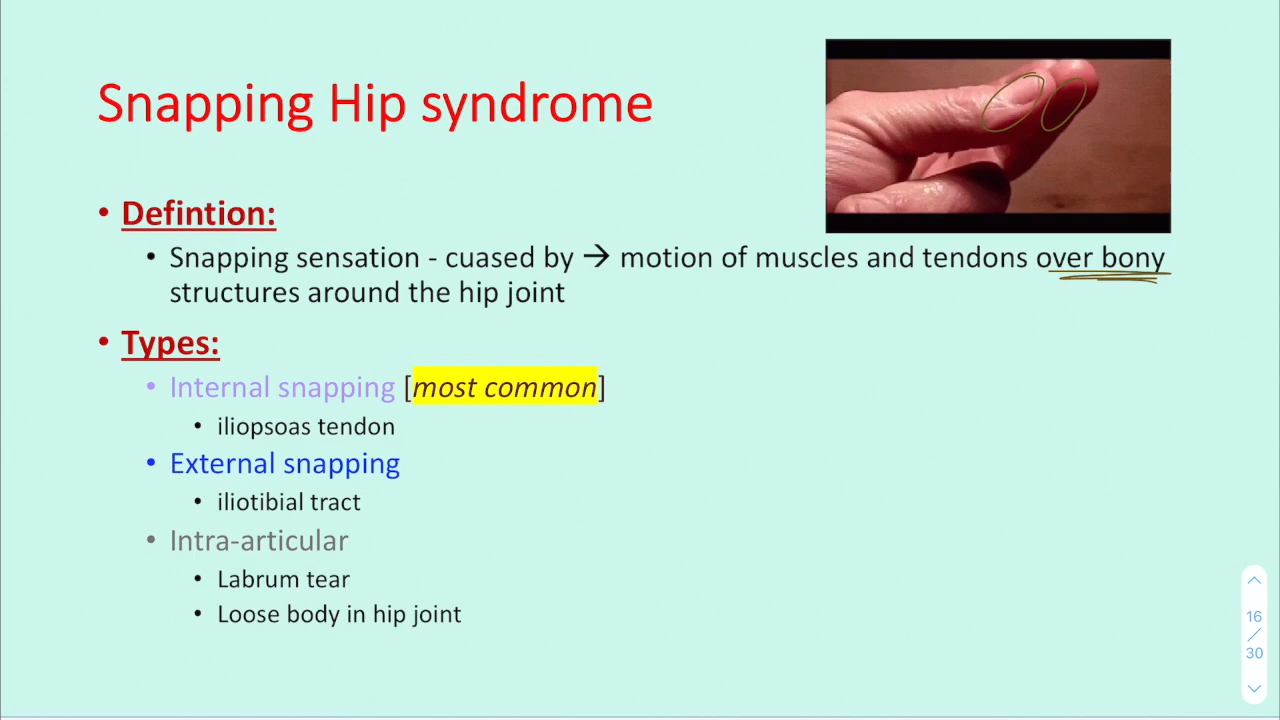 Snapping Hip syndrome
• Defintion:
• Snapping sensation - cuased by → motion of muscles and tendons over bony
structures around the hip joint
• Types:
• Internal snapping [most common]
• iliopsoas tendon
• External snapping
• iliotibial tract
• Intra-articular
• Labrum tear
• Loose body in hip joint
16
/
30